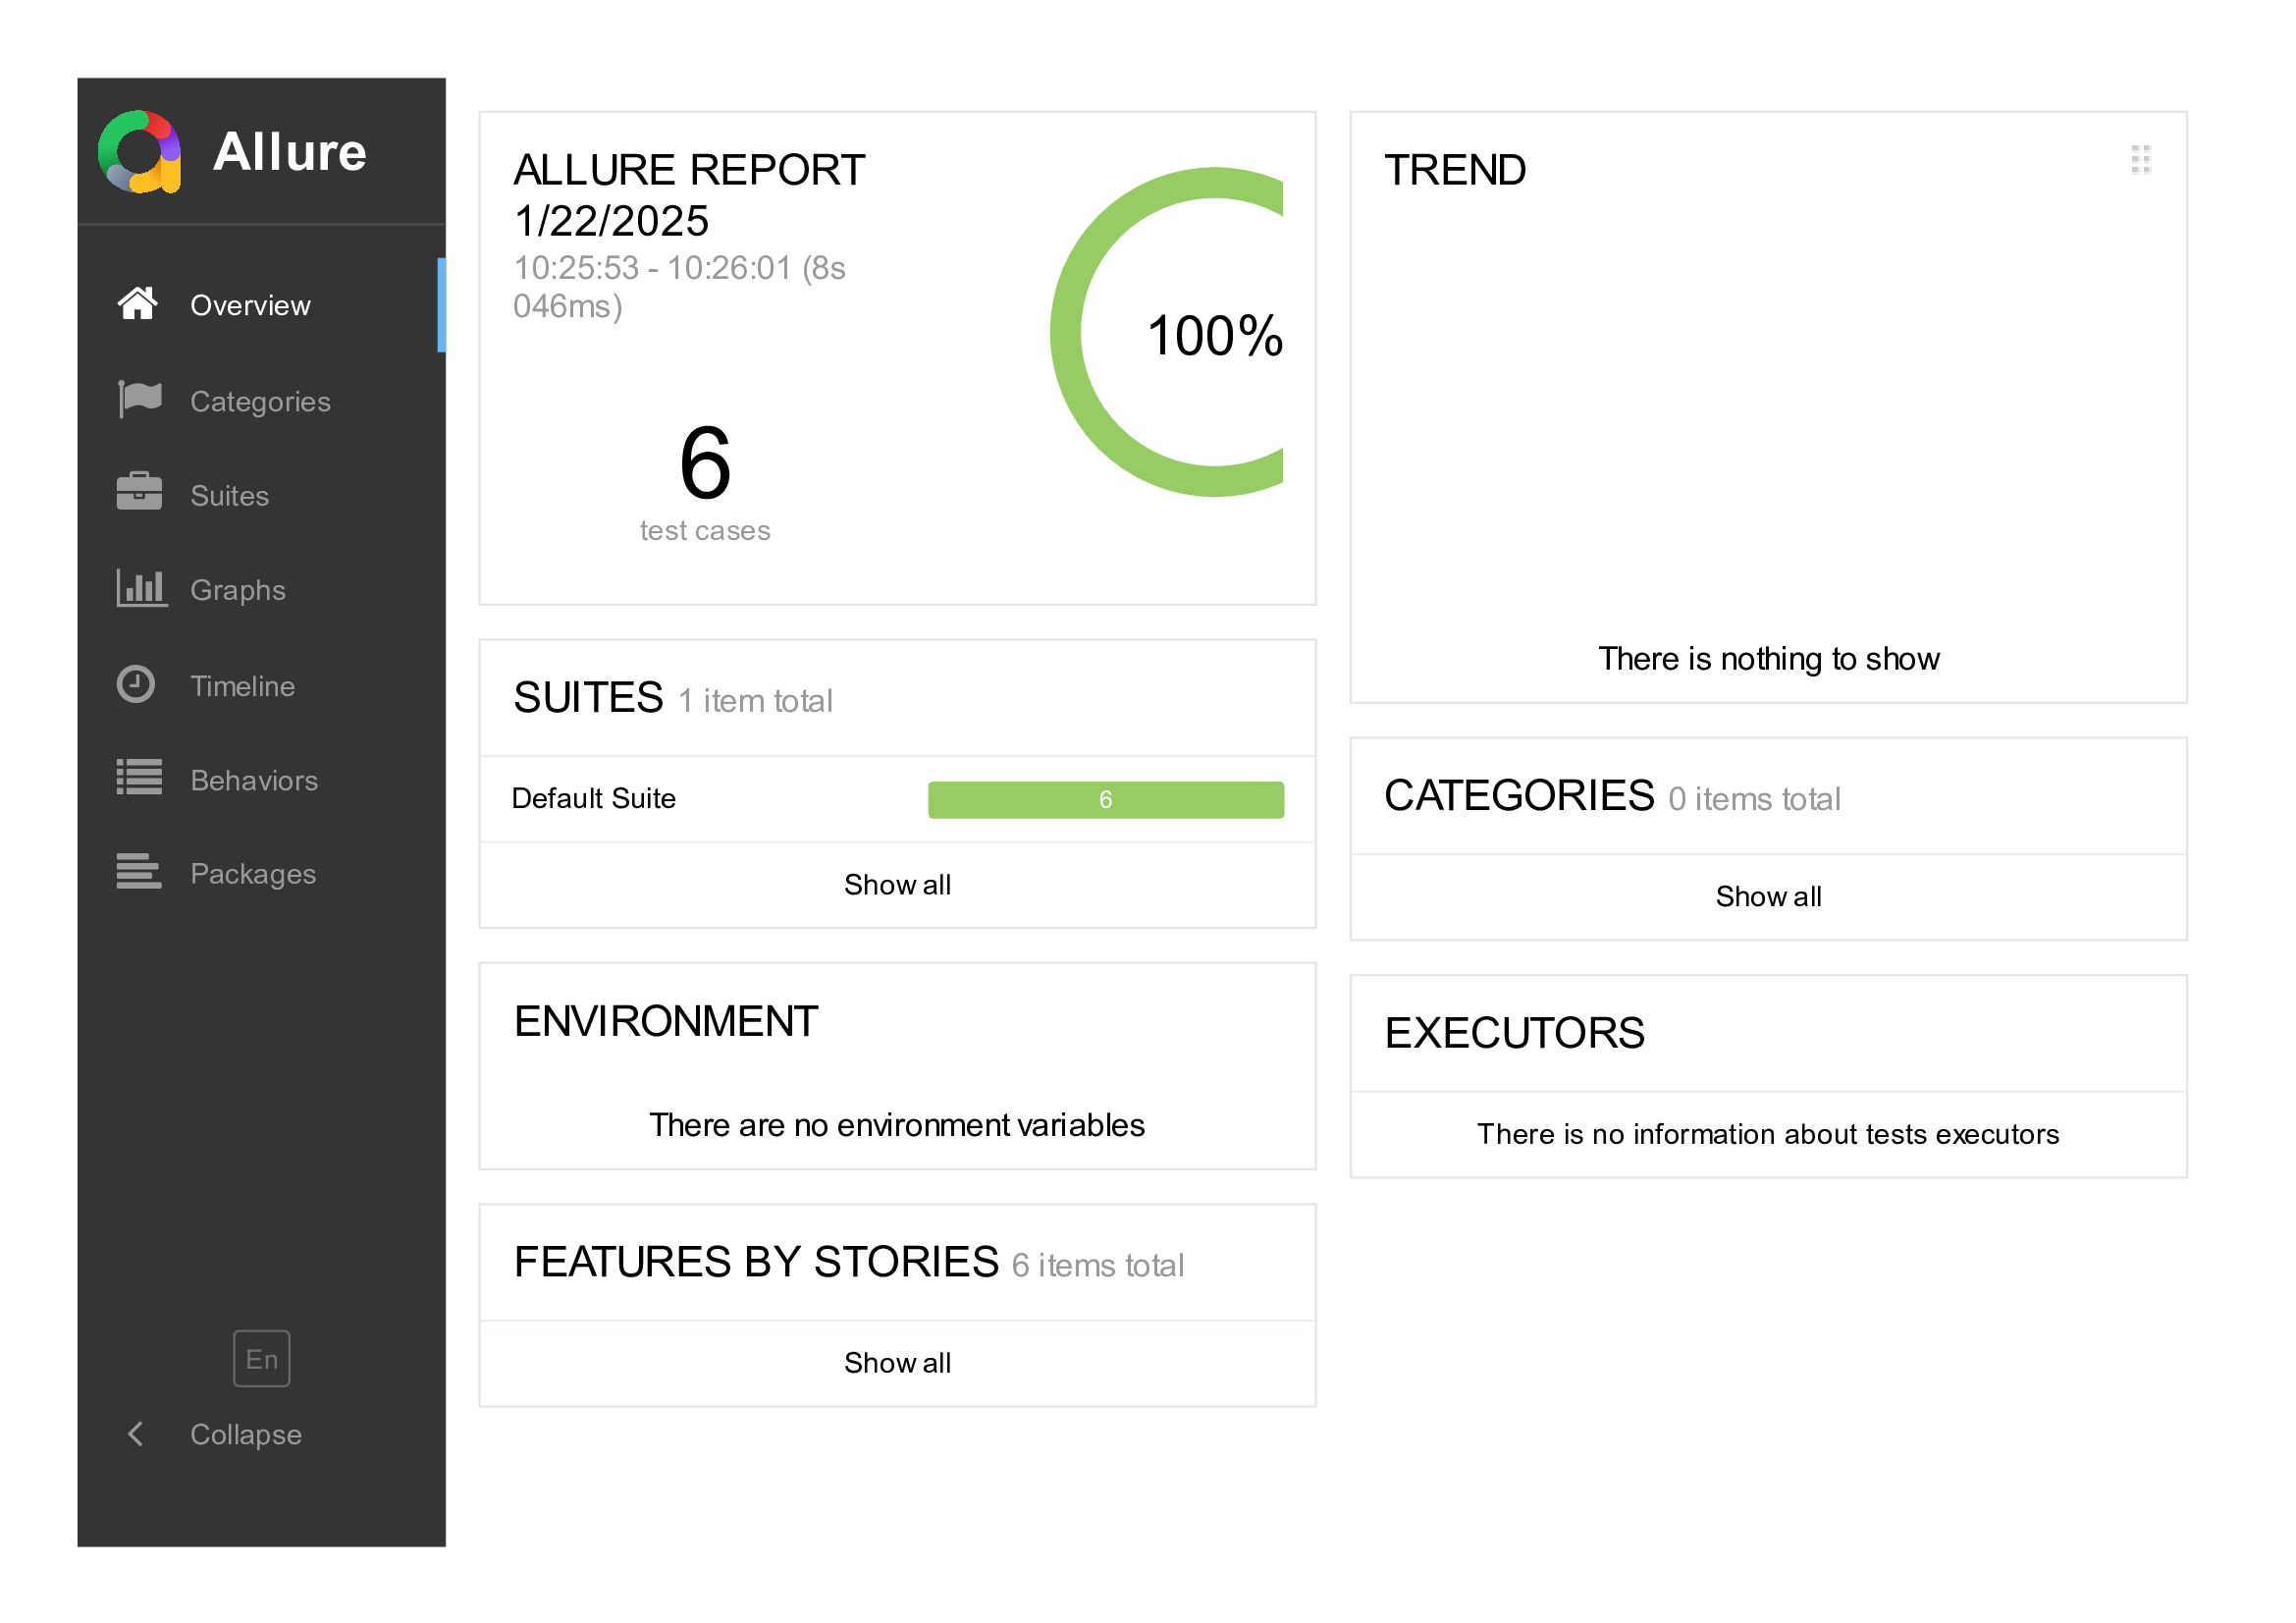 Allure
Overview
Categories
Suites
Graphs
Timeline
Behaviors
Packages
En
Collapse
ALLURE REPORT
1/22/2025
10:25:53 - 10:26:01 (8s
046ms)
6
test cases
100%
SUITES 1 item total
Default Suite 6
Show all
ENVIRONMENT
There are no environment variables
FEATURES BY STORIES 6 items total
Show all
TREND
There is nothing to show
CATEGORIES 0 items total
Show all
EXECUTORS
There is no information about tests executors